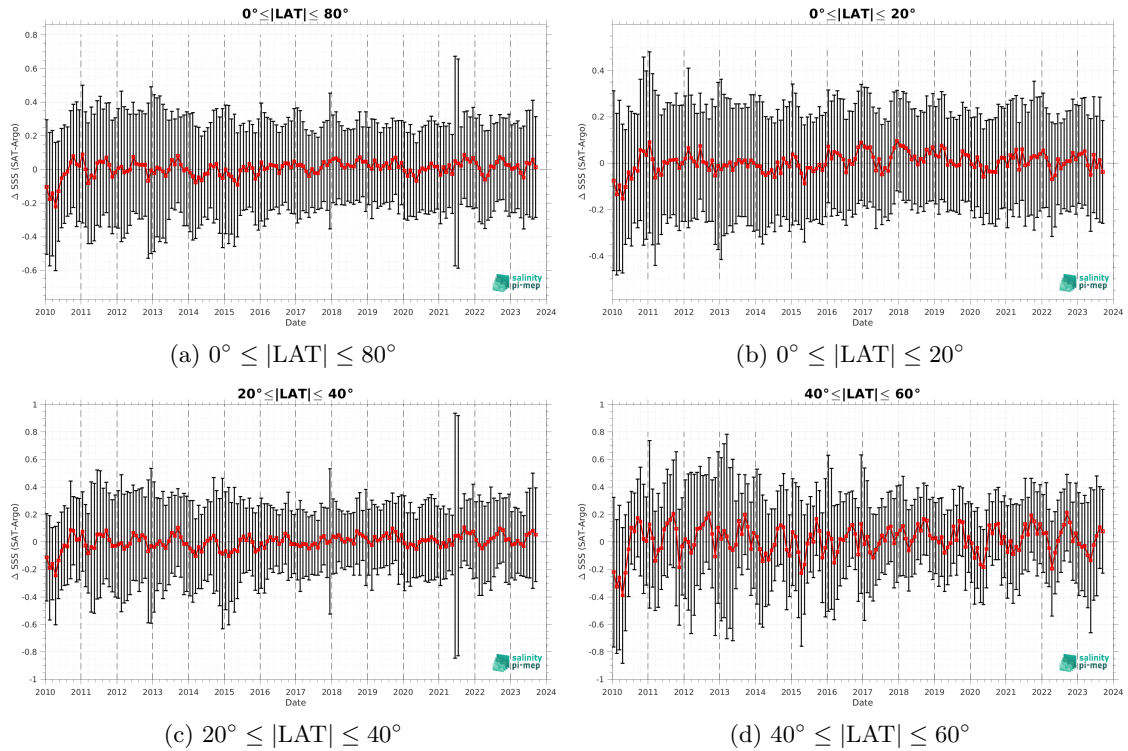 0°≤|LAT|≤ 80°
Δ SSS (SAT-Argo)
0.8
0.6
0.4
0.2
0
-0.2
-0.4
-0.6
2010 2011 2012 2013 2014 2015 2016 2017 2018 2019 2020 2021 2022 2023 2024
Date
salinity
pi-mep
(a) 0° ≤ |LAT| ≤ 80°
0°≤|LAT|≤ 20°
Δ SSS (SAT-Argo)
0.4
0.2
0
-0.2
-0.4
2010 2011 2012 2013 2014 2015 2016 2017 2018 2019 2020 2021 2022 2023 2024
Date
salinity
pi-mep
(b) 0° ≤ |LAT| ≤ 20°
20°≤|LAT|≤ 40°
Δ SSS (SAT-Argo)
1
0.8
0.6
0.4
0.2
0
-0.2
-0.4
-0.6
-0.8
-1
2010 2011 2012 2013 2014 2015 2016 2017 2018 2019 2020 2021 2022 2023 2024
Date
salinity
pi-mep
(c) 20° ≤ |LAT| ≤ 40°
40°≤|LAT|≤ 60°
Δ SSS (SAT-Argo)
1
0.8
0.6
0.4
0.2
0
-0.2
-0.4
-0.6
-0.8
-1
2010 2011 2012 2013 2014 2015 2016 2017 2018 2019 2020 2021 2022 2023 2024
Date
salinity
pi-mep
(d) 40° ≤ |LAT| ≤ 60°